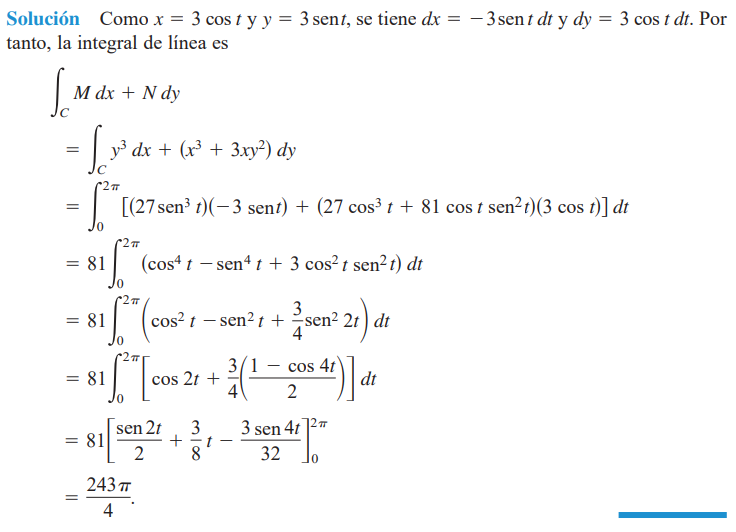 Solución Como x = 3 cos t y y = 3 sen t, se tiene dx = −3 sen t dt y dy = 3 cos t dt. Por
tanto, la integral de línea es
∫_C M dx + N dy
= ∫_C y³ dx + (x³ + 3xy²) dy
= ∫_0^{2π} [(27 sen³ t)(−3 sent) + (27 cos³ t + 81 cos t sen² t)(3 cos t)] dt
= 81 ∫_0^{2π} (cos⁴ t − sen⁴ t + 3 cos² t sen² t) dt
= 81 ∫_0^{2π} (cos² t − sen² t + 3/4 sen² 2t) dt
= 81 ∫_0^{2π} [cos 2t + 3/4 ((1 − cos 4t)/2)] dt
= 81 [sen 2t/2 + 3/8 t − 3 sen 4t/32]_0^{2π}
= 243π/4.